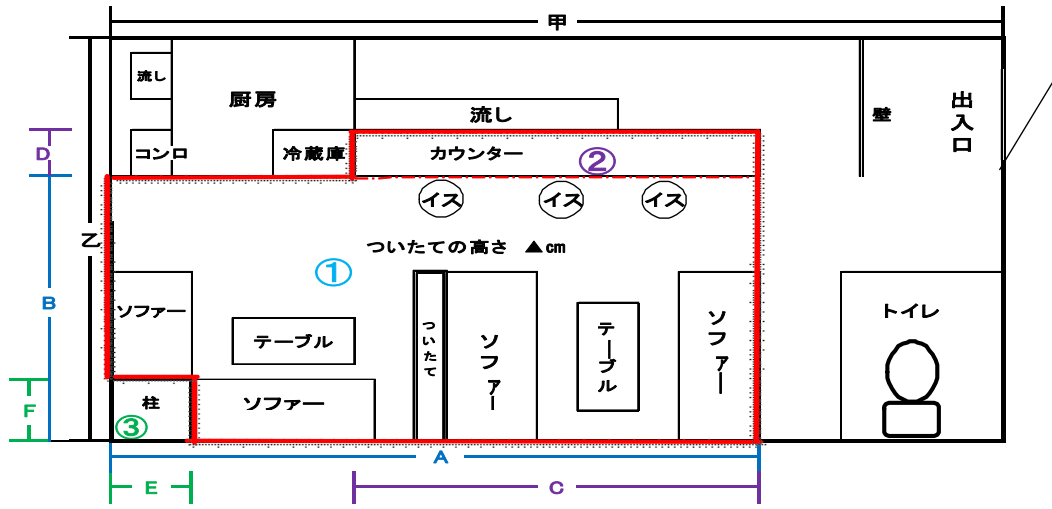 甲
流し
厨房
流し
壁
出入口
D
コンロ
冷蔵庫
カウンター
②
イス
イス
イス
乙
ついたての高さ ▲cm
①
B
ソファー
テーブル
ついたて
ソファー
テーブル
ソファー
トイレ
F
柱
③
ソファー
A
E
C